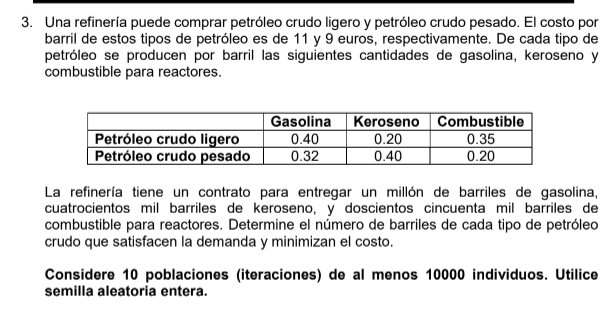 3. Una refinería puede comprar petróleo crudo ligero y petróleo crudo pesado. El costo por
barril de estos tipos de petróleo es de 11 y 9 euros, respectivamente. De cada tipo de
petróleo se producen por barril las siguientes cantidades de gasolina, keroseno y
combustible para reactores.
Gasolina Keroseno Combustible
Petróleo crudo ligero 0.40 0.20 0.35
Petróleo crudo pesado 0.32 0.40 0.20
La refinería tiene un contrato para entregar un millón de barriles de gasolina,
cuatrocientos mil barriles de keroseno, y doscientos cincuenta mil barriles de
combustible para reactores. Determine el número de barriles de cada tipo de petróleo
crudo que satisfacen la demanda y minimizan el costo.
Considere 10 poblaciones (iteraciones) de al menos 10000 individuos. Utilice
semilla aleatoria entera.